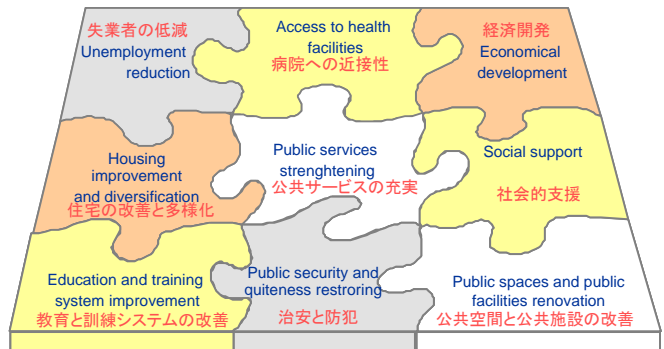 失業者の低減
Unemployment
reduction
Access to health
facilities
病院への近接性
経済開発
Economical
development
Housing
improvement
and diversification
住宅の改善と多様化
Public services
strenghtening
公共サービスの充実
Social support
社会的支援
Education and training
system improvement
教育と訓練システムの改善
Public security and
quiteness restroring
治安と防犯
Public spaces and public
facilities renovation
公共空間と公共施設の改善